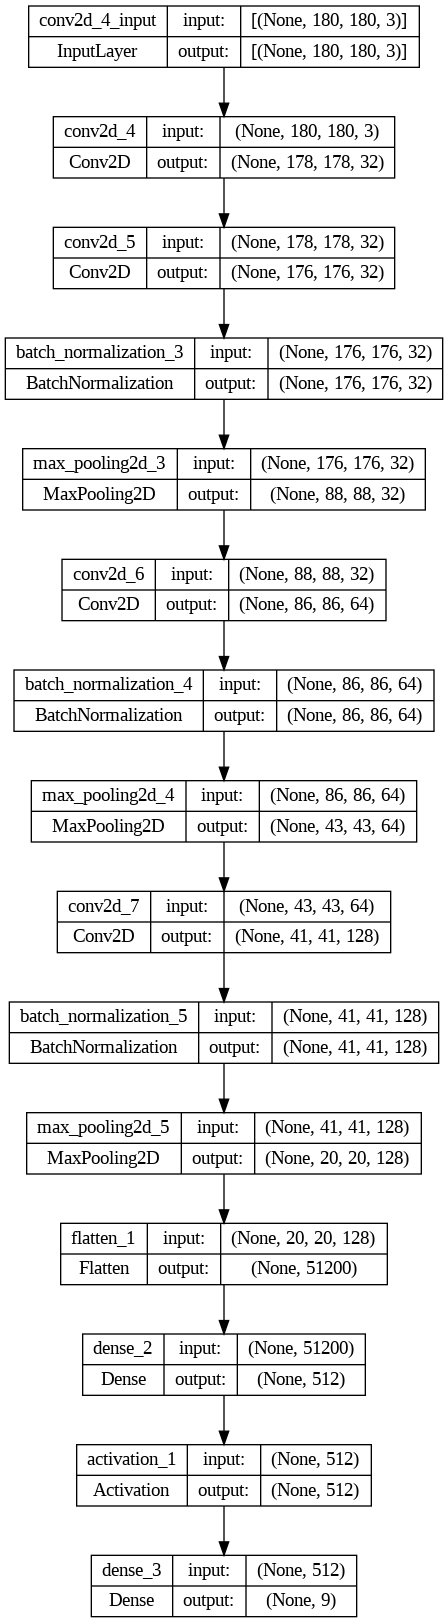 conv2d_4_input input: [(None, 180, 180, 3)]
InputLayer output: [(None, 180, 180, 3)]
conv2d_4 input: (None, 180, 180, 3)
Conv2D output: (None, 178, 178, 32)
conv2d_5 input: (None, 178, 178, 32)
Conv2D output: (None, 176, 176, 32)
batch_normalization_3 input: (None, 176, 176, 32)
BatchNormalization output: (None, 176, 176, 32)
max_pooling2d_3 input: (None, 176, 176, 32)
MaxPooling2D output: (None, 88, 88, 32)
conv2d_6 input: (None, 88, 88, 32)
Conv2D output: (None, 86, 86, 64)
batch_normalization_4 input: (None, 86, 86, 64)
BatchNormalization output: (None, 86, 86, 64)
max_pooling2d_4 input: (None, 86, 86, 64)
MaxPooling2D output: (None, 43, 43, 64)
conv2d_7 input: (None, 43, 43, 64)
Conv2D output: (None, 41, 41, 128)
batch_normalization_5 input: (None, 41, 41, 128)
BatchNormalization output: (None, 41, 41, 128)
max_pooling2d_5 input: (None, 41, 41, 128)
MaxPooling2D output: (None, 20, 20, 128)
flatten_1 input: (None, 20, 20, 128)
Flatten output: (None, 51200)
dense_2 input: (None, 51200)
Dense output: (None, 512)
activation_1 input: (None, 512)
Activation output: (None, 512)
dense_3 input: (None, 512)
Dense output: (None, 9)